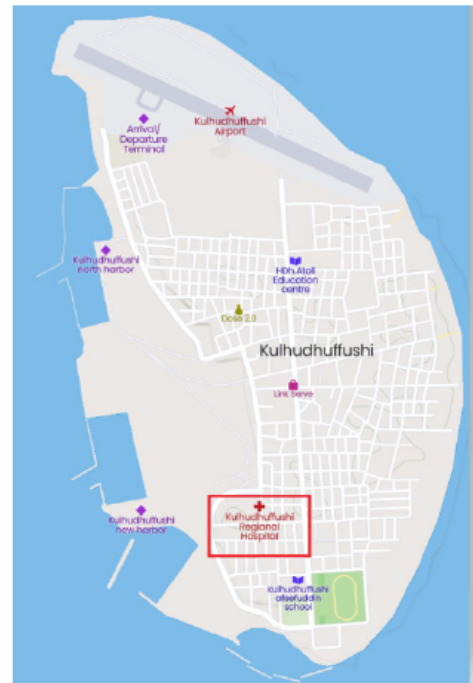 Kulhudhuffushi
Airport
Arrival/
Departure
Terminal
Kulhudhuffushi
north harbor
HDh.Atoll
Education
centre
Dose 2.0
Kulhudhuffushi
Link Serve
Kulhudhuffushi
Regional
Hospital
Kulhudhuffushi
new harbor
kulhudhuffushi
afeefuddin
school